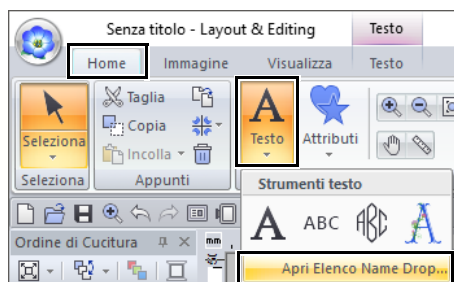 Senza titolo - Layout & Editing
Testo
Home Immagine Visualizza Testo
Seleziona
Taglia
Copia
Incolla
Testo
Attributi
Seleziona
Appunti
Strumenti testo
A ABC ABC A
Ordine di Cucitura
mm
Apri Elenco Name Drop...